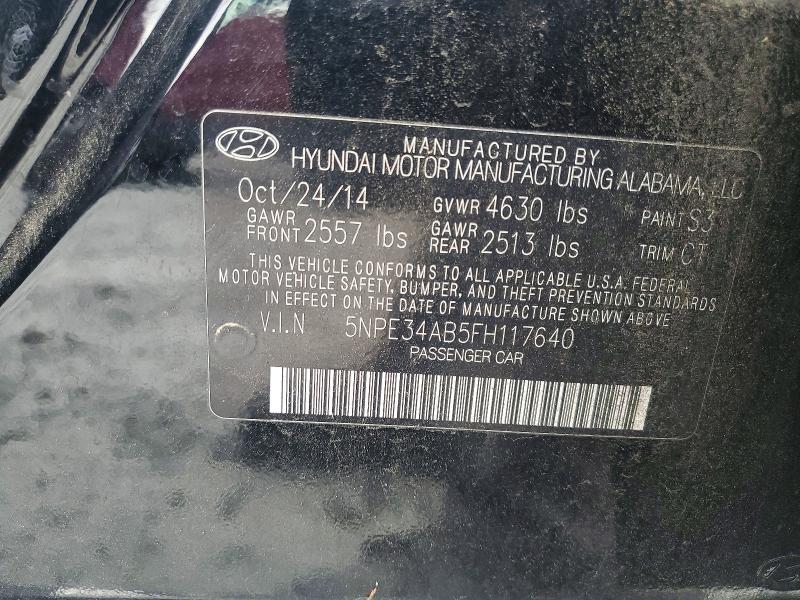 MANUFACTURED BY
HYUNDAI MOTOR MANUFACTURING ALABAMA, LLC
Oct/24/14 GVWR 4630 lbs PAINT S3
GAWR FRONT 2557 lbs GAWR REAR 2513 lbs TRIM CT
THIS VEHICLE CONFORMS TO ALL APPLICABLE U.S.A. FEDERAL
MOTOR VEHICLE SAFETY, BUMPER, AND THEFT PREVENTION STANDARDS
IN EFFECT ON THE DATE OF MANUFACTURE SHOWN ABOVE
V.I.N 5NPE34AB5FH117640
PASSENGER CAR